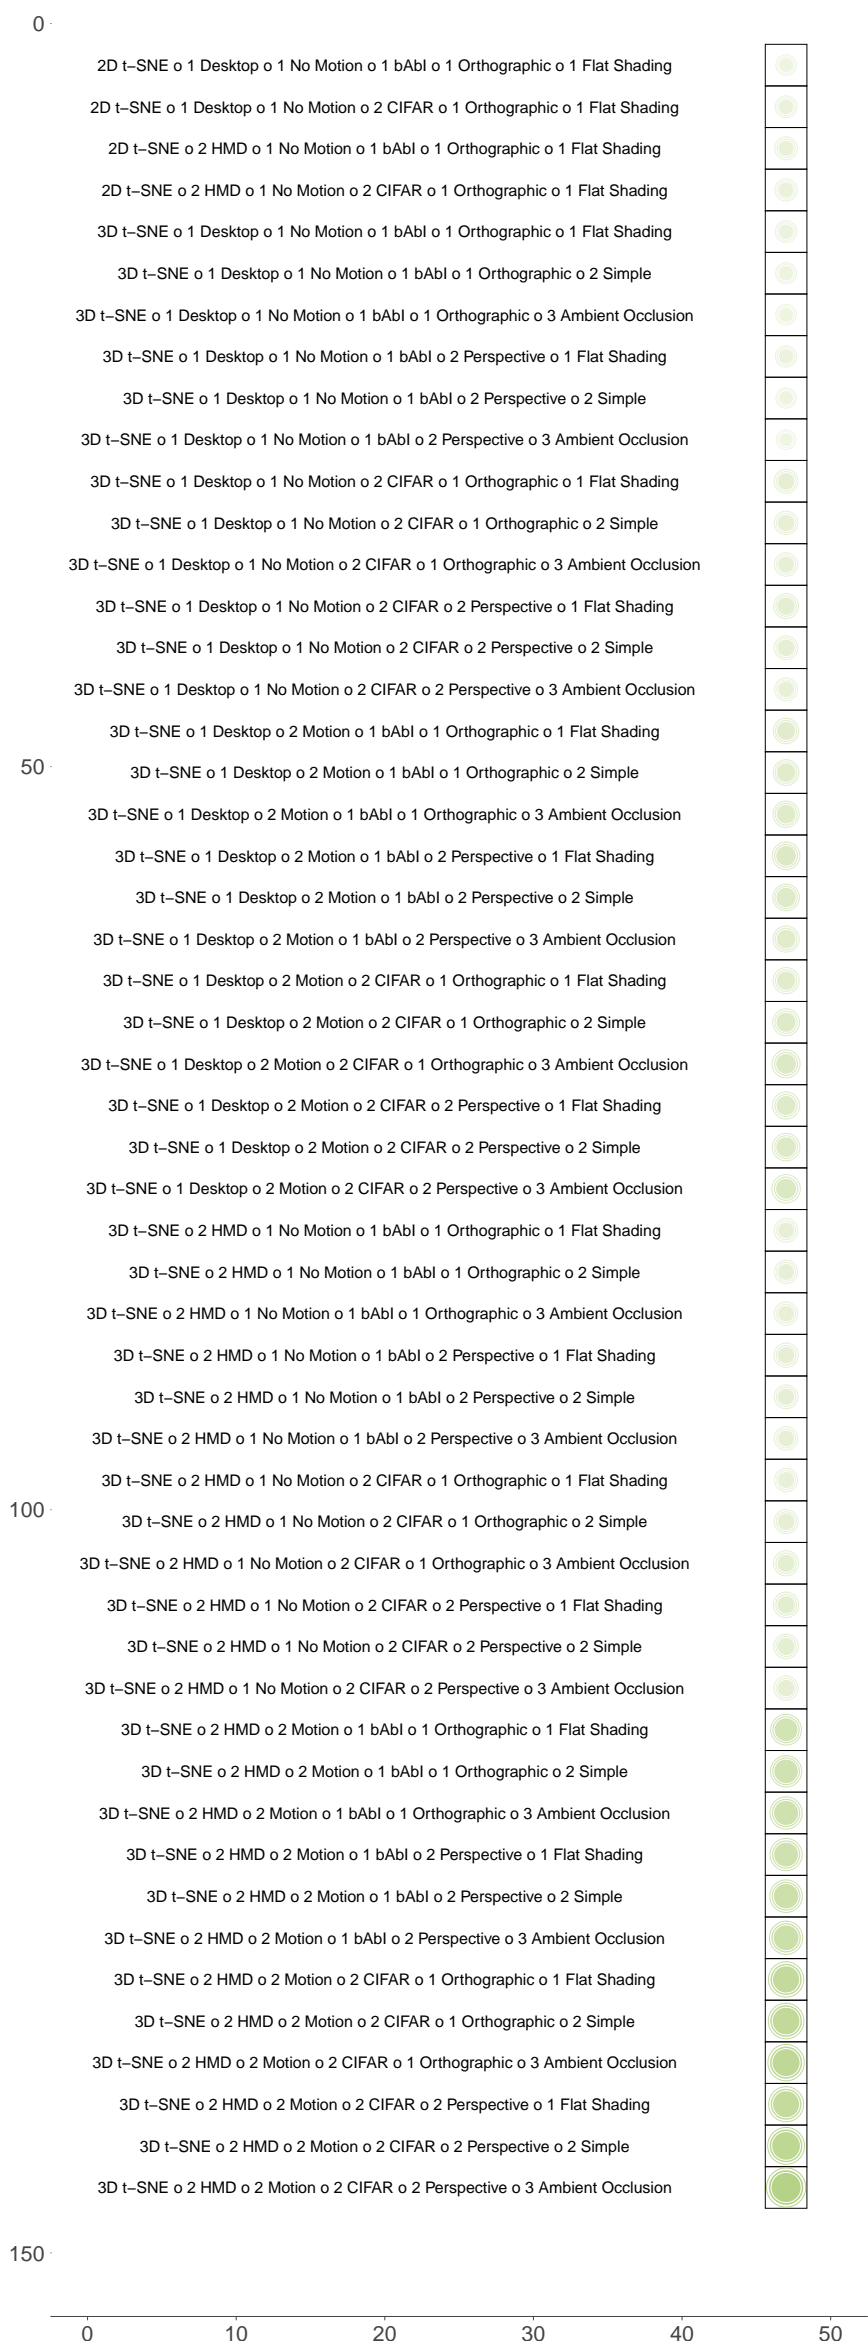 0
2D t−SNE o 1 Desktop o 1 No Motion o 1 bAbI o 1 Orthographic o 1 Flat Shading
2D t−SNE o 1 Desktop o 1 No Motion o 2 CIFAR o 1 Orthographic o 1 Flat Shading
2D t−SNE o 2 HMD o 1 No Motion o 1 bAbI o 1 Orthographic o 1 Flat Shading
2D t−SNE o 2 HMD o 1 No Motion o 2 CIFAR o 1 Orthographic o 1 Flat Shading
3D t−SNE o 1 Desktop o 1 No Motion o 1 bAbI o 1 Orthographic o 1 Flat Shading
3D t−SNE o 1 Desktop o 1 No Motion o 1 bAbI o 1 Orthographic o 2 Simple
3D t−SNE o 1 Desktop o 1 No Motion o 1 bAbI o 1 Orthographic o 3 Ambient Occlusion
3D t−SNE o 1 Desktop o 1 No Motion o 1 bAbI o 2 Perspective o 1 Flat Shading
3D t−SNE o 1 Desktop o 1 No Motion o 1 bAbI o 2 Perspective o 2 Simple
3D t−SNE o 1 Desktop o 1 No Motion o 1 bAbI o 2 Perspective o 3 Ambient Occlusion
3D t−SNE o 1 Desktop o 1 No Motion o 2 CIFAR o 1 Orthographic o 1 Flat Shading
3D t−SNE o 1 Desktop o 1 No Motion o 2 CIFAR o 1 Orthographic o 2 Simple
3D t−SNE o 1 Desktop o 1 No Motion o 2 CIFAR o 1 Orthographic o 3 Ambient Occlusion
3D t−SNE o 1 Desktop o 1 No Motion o 2 CIFAR o 2 Perspective o 1 Flat Shading
3D t−SNE o 1 Desktop o 1 No Motion o 2 CIFAR o 2 Perspective o 2 Simple
3D t−SNE o 1 Desktop o 1 No Motion o 2 CIFAR o 2 Perspective o 3 Ambient Occlusion
3D t−SNE o 1 Desktop o 2 Motion o 1 bAbI o 1 Orthographic o 1 Flat Shading
50
3D t−SNE o 1 Desktop o 2 Motion o 1 bAbI o 1 Orthographic o 2 Simple
3D t−SNE o 1 Desktop o 2 Motion o 1 bAbI o 1 Orthographic o 3 Ambient Occlusion
3D t−SNE o 1 Desktop o 2 Motion o 1 bAbI o 2 Perspective o 1 Flat Shading
3D t−SNE o 1 Desktop o 2 Motion o 1 bAbI o 2 Perspective o 2 Simple
3D t−SNE o 1 Desktop o 2 Motion o 1 bAbI o 2 Perspective o 3 Ambient Occlusion
3D t−SNE o 1 Desktop o 2 Motion o 2 CIFAR o 1 Orthographic o 1 Flat Shading
3D t−SNE o 1 Desktop o 2 Motion o 2 CIFAR o 1 Orthographic o 2 Simple
3D t−SNE o 1 Desktop o 2 Motion o 2 CIFAR o 1 Orthographic o 3 Ambient Occlusion
3D t−SNE o 1 Desktop o 2 Motion o 2 CIFAR o 2 Perspective o 1 Flat Shading
3D t−SNE o 1 Desktop o 2 Motion o 2 CIFAR o 2 Perspective o 2 Simple
3D t−SNE o 1 Desktop o 2 Motion o 2 CIFAR o 2 Perspective o 3 Ambient Occlusion
3D t−SNE o 2 HMD o 1 No Motion o 1 bAbI o 1 Orthographic o 1 Flat Shading
3D t−SNE o 2 HMD o 1 No Motion o 1 bAbI o 1 Orthographic o 2 Simple
3D t−SNE o 2 HMD o 1 No Motion o 1 bAbI o 1 Orthographic o 3 Ambient Occlusion
3D t−SNE o 2 HMD o 1 No Motion o 1 bAbI o 2 Perspective o 1 Flat Shading
3D t−SNE o 2 HMD o 1 No Motion o 1 bAbI o 2 Perspective o 2 Simple
3D t−SNE o 2 HMD o 1 No Motion o 1 bAbI o 2 Perspective o 3 Ambient Occlusion
3D t−SNE o 2 HMD o 1 No Motion o 2 CIFAR o 1 Orthographic o 1 Flat Shading
100
3D t−SNE o 2 HMD o 1 No Motion o 2 CIFAR o 1 Orthographic o 2 Simple
3D t−SNE o 2 HMD o 1 No Motion o 2 CIFAR o 1 Orthographic o 3 Ambient Occlusion
3D t−SNE o 2 HMD o 1 No Motion o 2 CIFAR o 2 Perspective o 1 Flat Shading
3D t−SNE o 2 HMD o 1 No Motion o 2 CIFAR o 2 Perspective o 2 Simple
3D t−SNE o 2 HMD o 1 No Motion o 2 CIFAR o 2 Perspective o 3 Ambient Occlusion
3D t−SNE o 2 HMD o 2 Motion o 1 bAbI o 1 Orthographic o 1 Flat Shading
3D t−SNE o 2 HMD o 2 Motion o 1 bAbI o 1 Orthographic o 2 Simple
3D t−SNE o 2 HMD o 2 Motion o 1 bAbI o 1 Orthographic o 3 Ambient Occlusion
3D t−SNE o 2 HMD o 2 Motion o 1 bAbI o 2 Perspective o 1 Flat Shading
3D t−SNE o 2 HMD o 2 Motion o 1 bAbI o 2 Perspective o 2 Simple
3D t−SNE o 2 HMD o 2 Motion o 1 bAbI o 2 Perspective o 3 Ambient Occlusion
3D t−SNE o 2 HMD o 2 Motion o 2 CIFAR o 1 Orthographic o 1 Flat Shading
3D t−SNE o 2 HMD o 2 Motion o 2 CIFAR o 1 Orthographic o 2 Simple
3D t−SNE o 2 HMD o 2 Motion o 2 CIFAR o 1 Orthographic o 3 Ambient Occlusion
3D t−SNE o 2 HMD o 2 Motion o 2 CIFAR o 2 Perspective o 1 Flat Shading
3D t−SNE o 2 HMD o 2 Motion o 2 CIFAR o 2 Perspective o 2 Simple
3D t−SNE o 2 HMD o 2 Motion o 2 CIFAR o 2 Perspective o 3 Ambient Occlusion
150
0 10 20 30 40 50